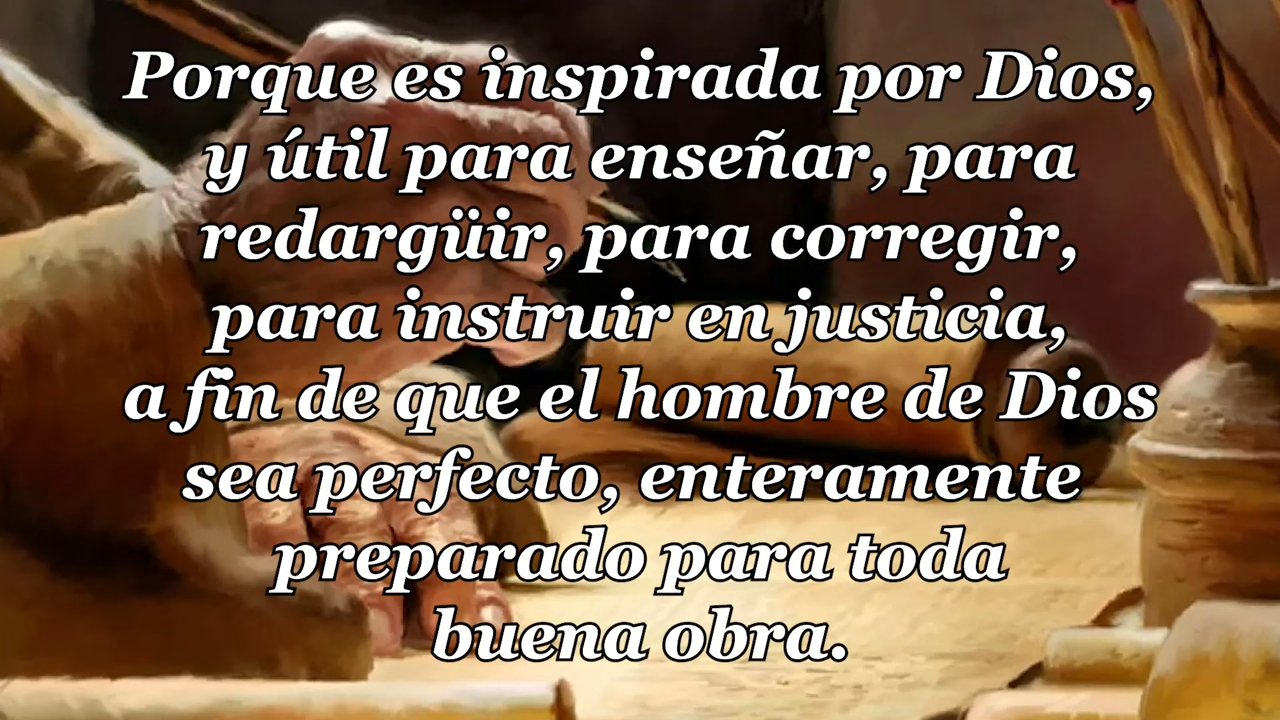 Porque es inspirada por Dios,
y útil para enseñar, para
redargüir, para corregir,
para instruir en justicia,
a fin de que el hombre de Dios
sea perfecto, enteramente
preparado para toda
buena obra.